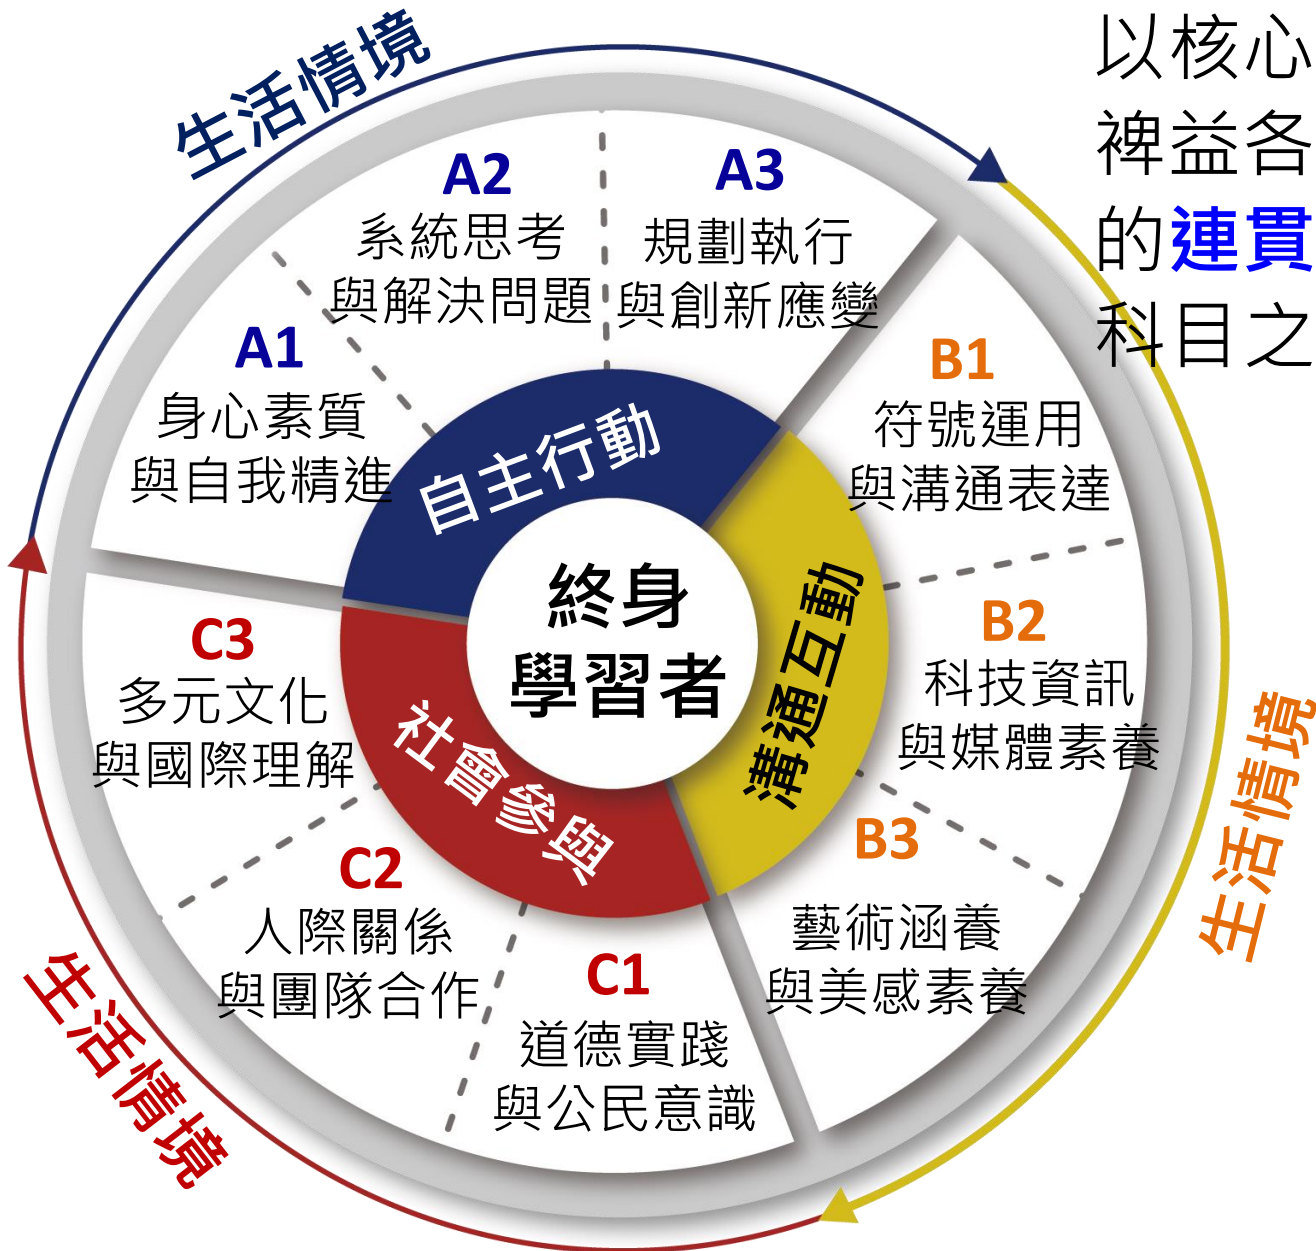 生活情境
以核心
裨益各
的連貫
科目之
A1
身心素質
與自我精進
A2
系統思考
與解決問題
A3
規劃執行
與創新應變
自主行動
B1
符號運用
與溝通表達
B2
科技資訊
與媒體素養
B3
藝術涵養
與美感素養
溝通互動
生活情境
終身
學習者
C1
道德實踐
與公民意識
C2
人際關係
與團隊合作
C3
多元文化
與國際理解
社會參與
生活情境